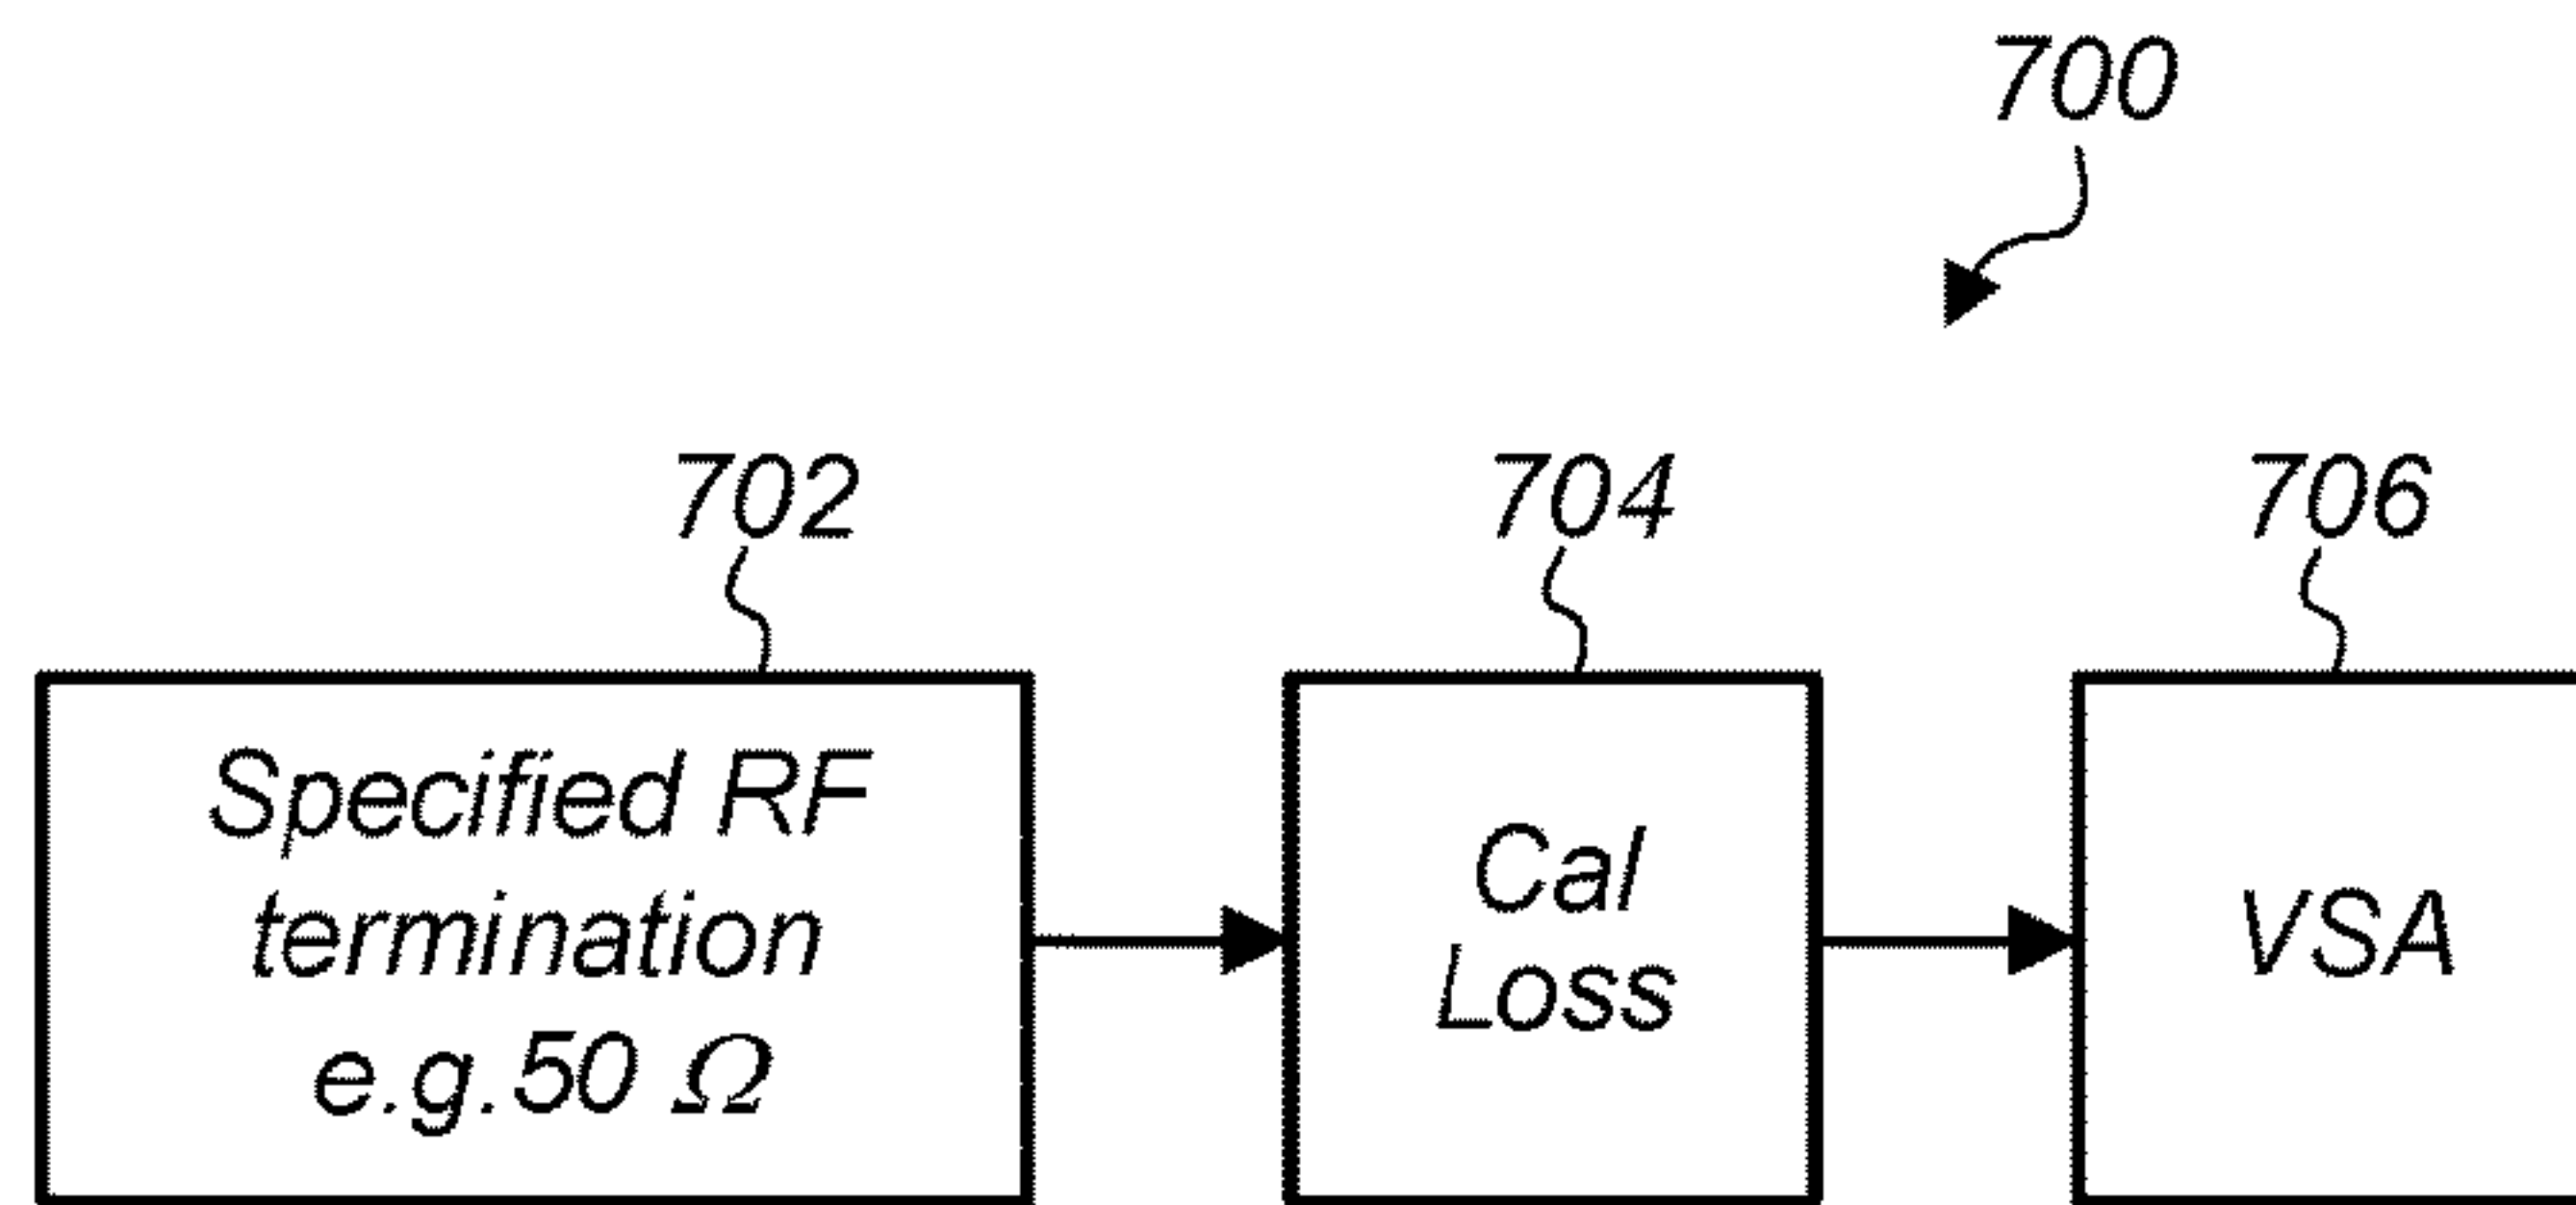 700
702
704
706
Specified RF
termination
e.g. 50 Ω
Cal
Loss
VSA